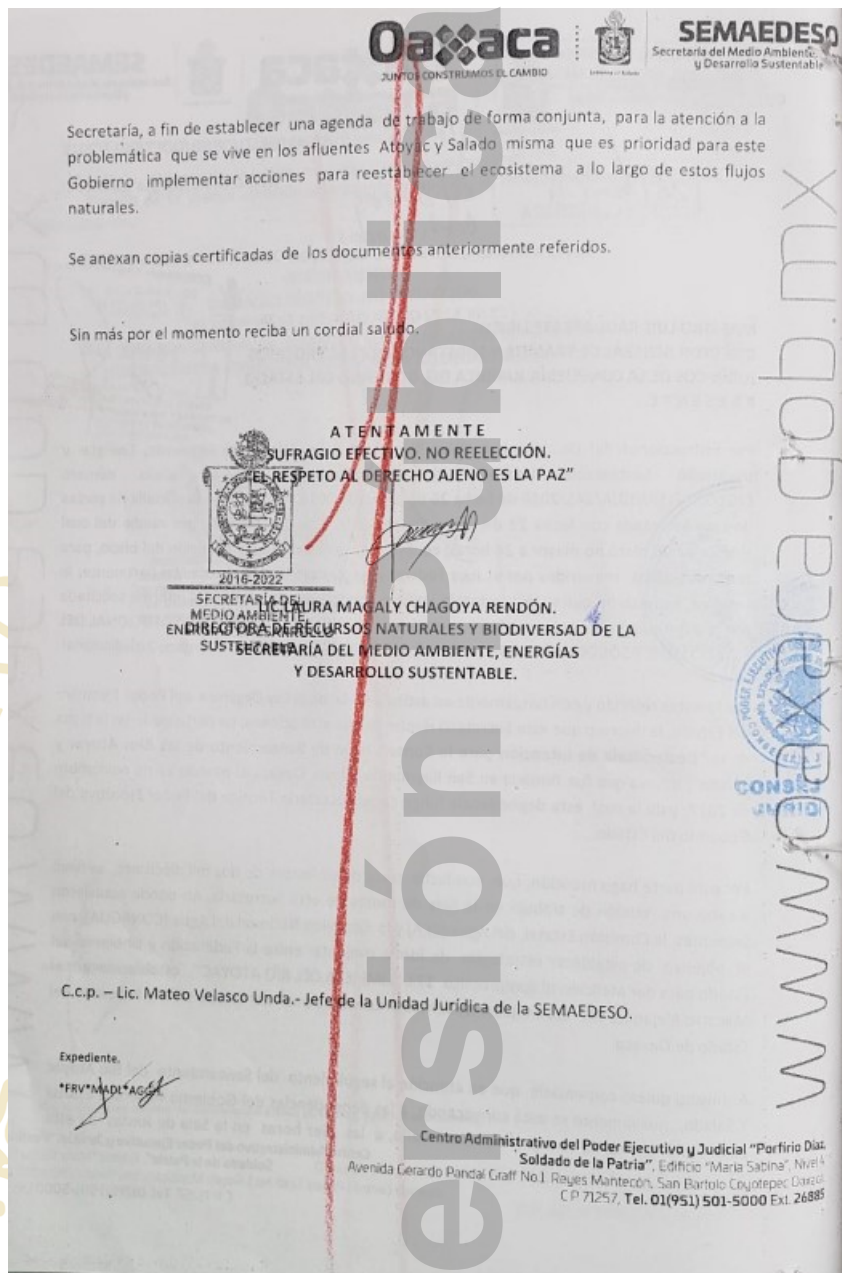 Oaxaca
JUNTOS CONSTRUIMOS EL CAMBIO
SEMAEDESO
Secretaría del Medio Ambiente,
y Desarrollo Sustentable
Secretaría, a fin de establecer una agenda de trabajo de forma conjunta, para la atención a la
problemática que se vive en los afluentes Atoyac y Salado misma que es prioridad para este
Gobierno implementar acciones para reestablecer el ecosistema a lo largo de estos flujos
naturales.
Se anexan copias certificadas de los documentos anteriormente referidos.
Sin más por el momento reciba un cordial saludo.
ATENTAMENTE
SUFRAGIO EFECTIVO. NO REELECCIÓN.
"EL RESPETO AL DERECHO AJENO ES LA PAZ"
2016-2022
SECRETARÍA DEL
MEDIO AMBIENTE,
ENERGÍAS Y DESARROLLO
SUSTENTABLE
LIC. LAURA MAGALY CHAGOYA RENDÓN.
DIRECTORA DE RECURSOS NATURALES Y BIODIVERSAD DE LA
SECRETARÍA DEL MEDIO AMBIENTE, ENERGÍAS
Y DESARROLLO SUSTENTABLE.
PODER EJECUTIVO
CONSEJ
JURID
C.c.p. – Lic. Mateo Velasco Unda.- Jefe de la Unidad Jurídica de la SEMAEDESO.
Expediente.
*FRV*MADL*AGGA
Centro Administrativo del Poder Ejecutivo y Judicial "Porfirio Díaz,
Soldado de la Patria", Edificio "María Sabina", Nivel 4
Avenida Gerardo Pandal Graff No.1 Reyes Mantecón, San Bartolo Coyotepec Oaxaca
C.P 71257, Tel. 01(951) 501-5000 Ext. 26885
ersión Pública
www.oaxaca.gob.mx